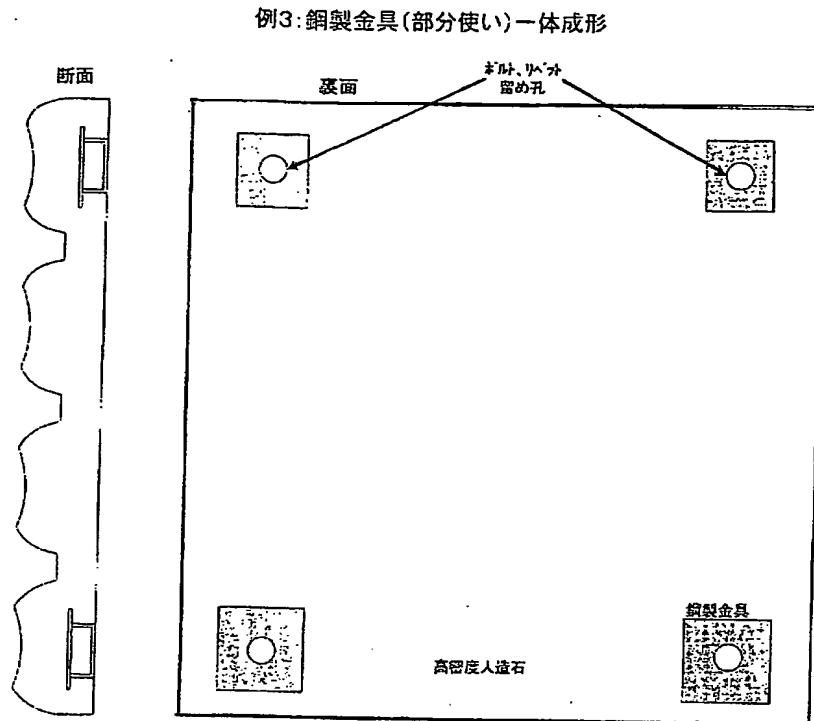 例3:鋼製金具(部分使い)一体成形
断面
裏面
ボルト、リベット
留め孔
鋼製金具
高密度人造石